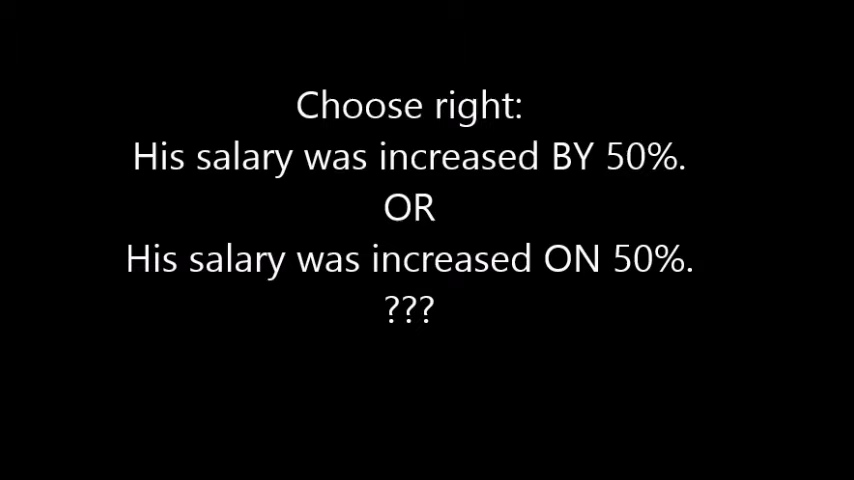 Choose right:
His salary was increased BY 50%.
OR
His salary was increased ON 50%.
???